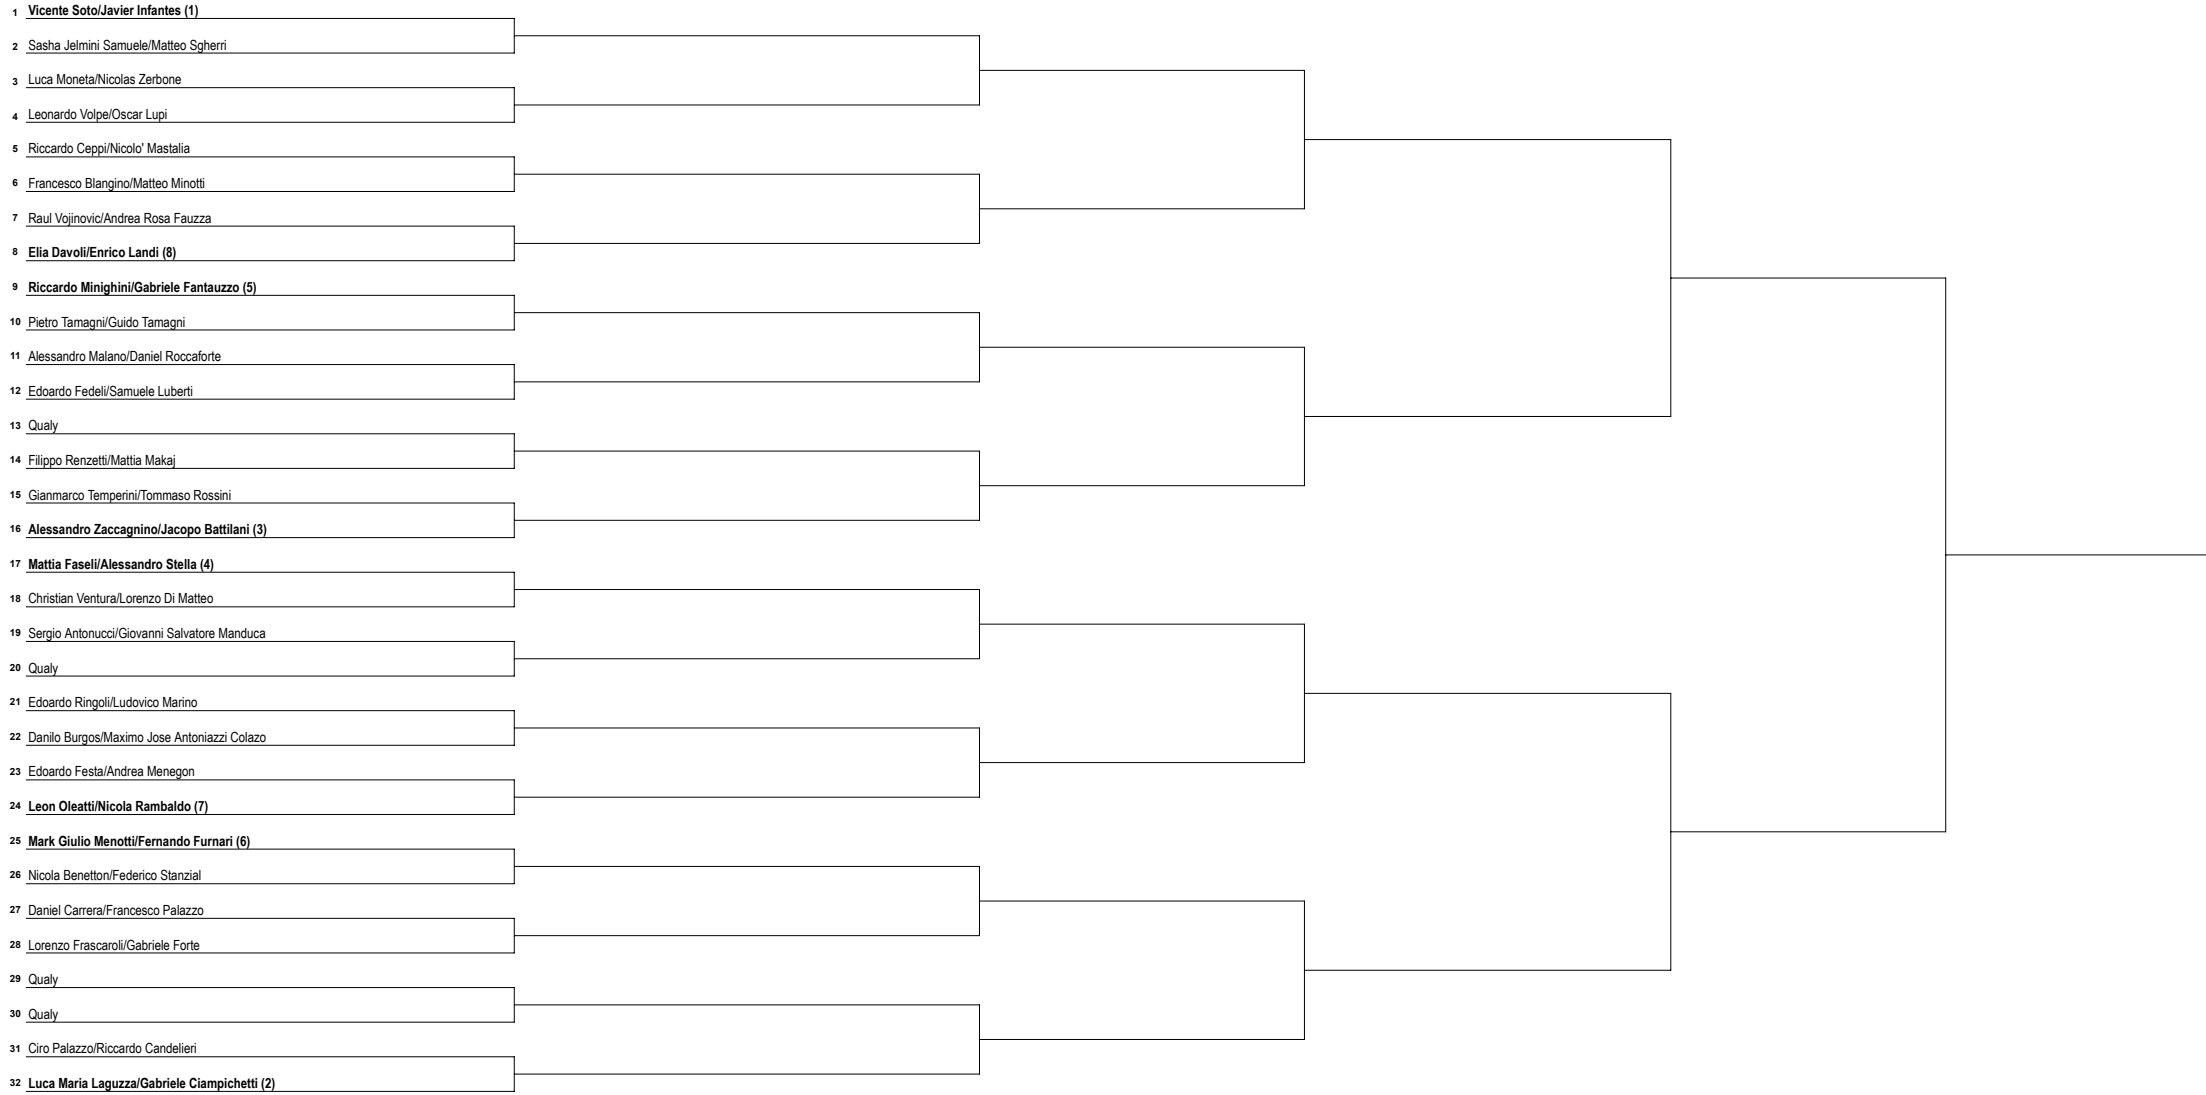 1 Vicente Soto/Javier Infantes (1)
2 Sasha Jelmini Samuele/Matteo Sgherri
3 Luca Moneta/Nicolas Zerbone
4 Leonardo Volpe/Oscar Lupi
5 Riccardo Ceppi/Nicolo' Mastalia
6 Francesco Blangino/Matteo Minotti
7 Raul Vojinovic/Andrea Rosa Fauzza
8 Elia Davoli/Enrico Landi (8)
9 Riccardo Minighini/Gabriele Fantauzzo (5)
10 Pietro Tamagni/Guido Tamagni
11 Alessandro Malano/Daniel Roccaforte
12 Edoardo Fedeli/Samuele Luberti
13 Qualy
14 Filippo Renzetti/Mattia Makaj
15 Gianmarco Temperini/Tommaso Rossini
16 Alessandro Zaccagnino/Jacopo Battilani (3)
17 Mattia Faseli/Alessandro Stella (4)
18 Christian Ventura/Lorenzo Di Matteo
19 Sergio Antonucci/Giovanni Salvatore Manduca
20 Qualy
21 Edoardo Ringoli/Ludovico Marino
22 Danilo Burgos/Maximo Jose Antoniazzi Colazo
23 Edoardo Festa/Andrea Menegon
24 Leon Oleatti/Nicola Rambaldo (7)
25 Mark Giulio Menotti/Fernando Furnari (6)
26 Nicola Benetton/Federico Stanzial
27 Daniel Carrera/Francesco Palazzo
28 Lorenzo Frascaroli/Gabriele Forte
29 Qualy
30 Qualy
31 Ciro Palazzo/Riccardo Candelieri
32 Luca Maria Laguzza/Gabriele Ciampichetti (2)